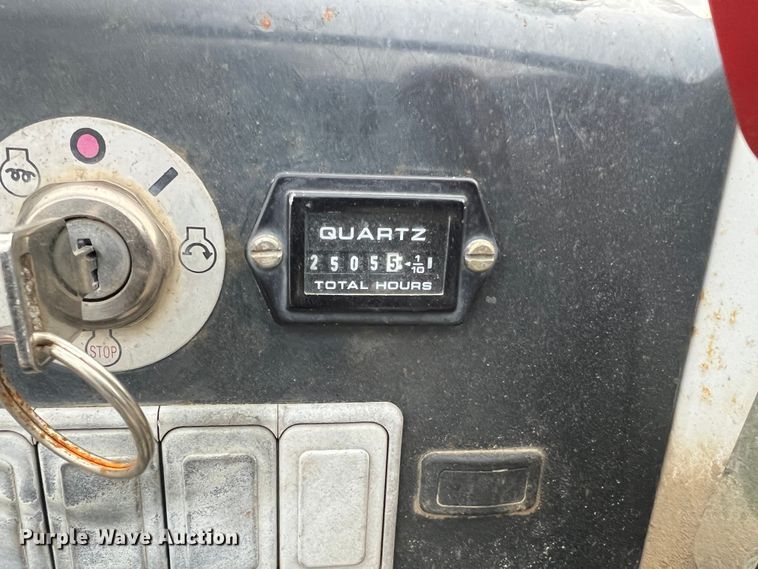 QUARTZ
25055 1/10
TOTAL HOURS
STOP
Purple Wave Auction